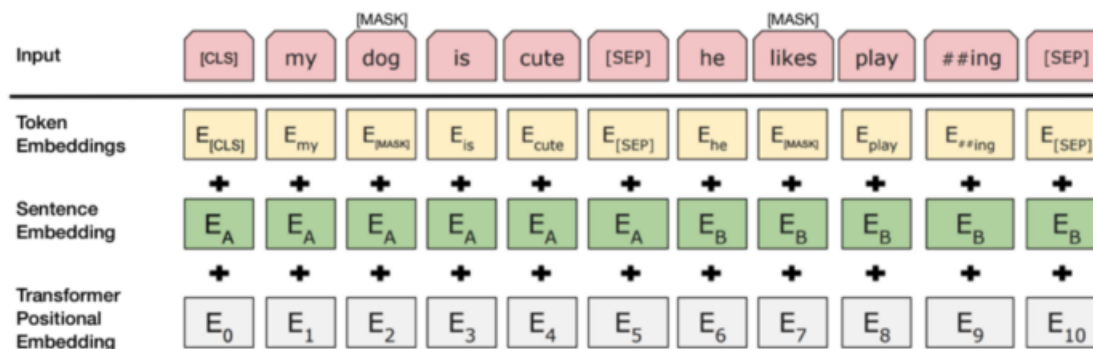 [MASK] [MASK]
Input [CLS] my dog is cute [SEP] he likes play ##ing [SEP]
Token
Embeddings E[CLS] Emy E[MASK] Eis Ecute E[SEP] Ehe E[MASK] Eplay E##ing E[SEP]
+ + + + + + + + + + +
Sentence
Embedding EA EA EA EA EA EA EB EB EB EB EB
+ + + + + + + + + + +
Transformer
Positional
Embedding E0 E1 E2 E3 E4 E5 E6 E7 E8 E9 E10